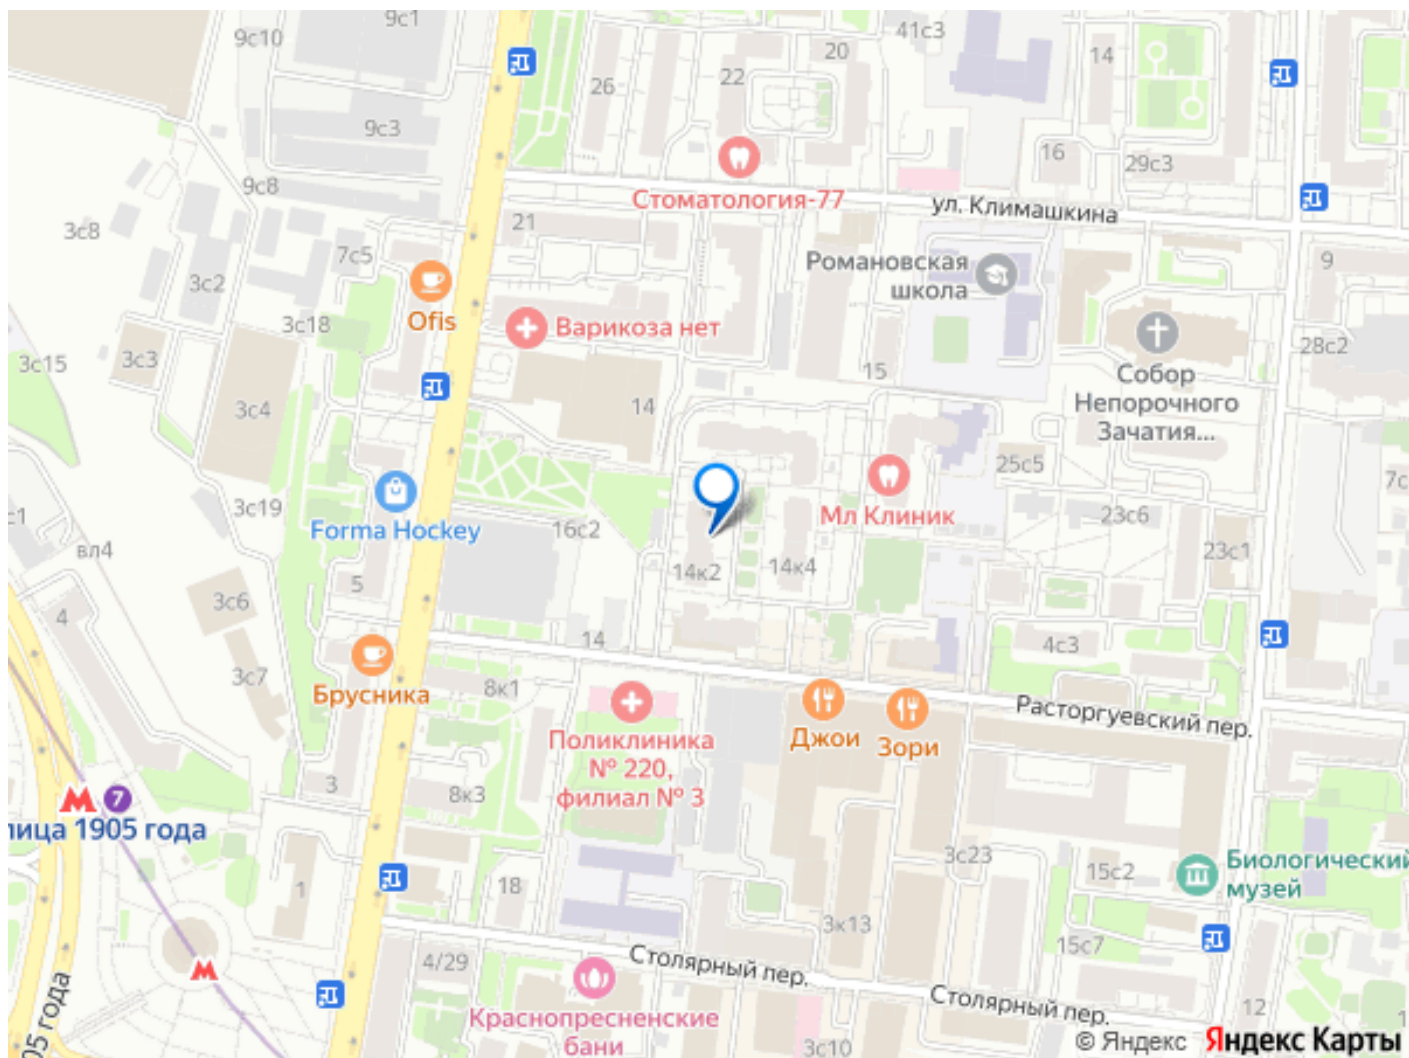 9с1
41с3
9с10
20
14
22
26
9с3
16
29с3
9с8
Стоматология-77
ул. Климашкина
21
3с8
7с5
Романовская
школа
9
3с2
Ofis
3с18
Варикоза нет
28с2
3с3
3с15
15
Собор
Непорочного
Зачатия...
3с4
14
25с5
7с
Forma Hockey
3с19
Мл Клиник
23с6
с1
16с2
вл4
23с1
14к2
14к4
5
3с6
4
14
4с3
3с7
Брусника
8к1
Расторгуевский пер.
Джои
Зори
Поликлиника
№ 220,
филиал № 3
3
8к3
7
лица 1905 года
3с23
15с2
Биологический
музей
1
18
3к13
15с7
4/29
Столярный пер.
Столярный пер.
12
1
05 года
Краснопресненские
бани
3с10
© Яндекс Яндекс Карты